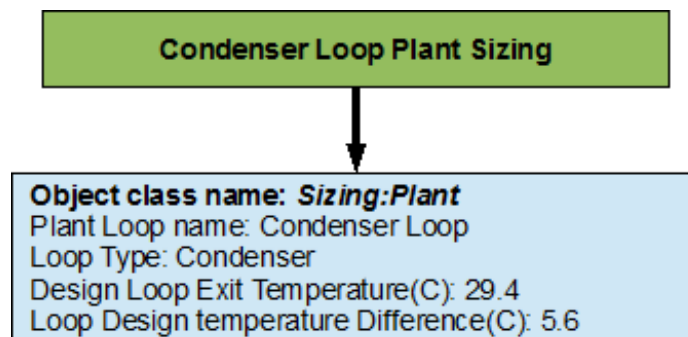 Condenser Loop Plant Sizing
Object class name: Sizing:Plant
Plant Loop name: Condenser Loop
Loop Type: Condenser
Design Loop Exit Temperature(C): 29.4
Loop Design temperature Difference(C): 5.6